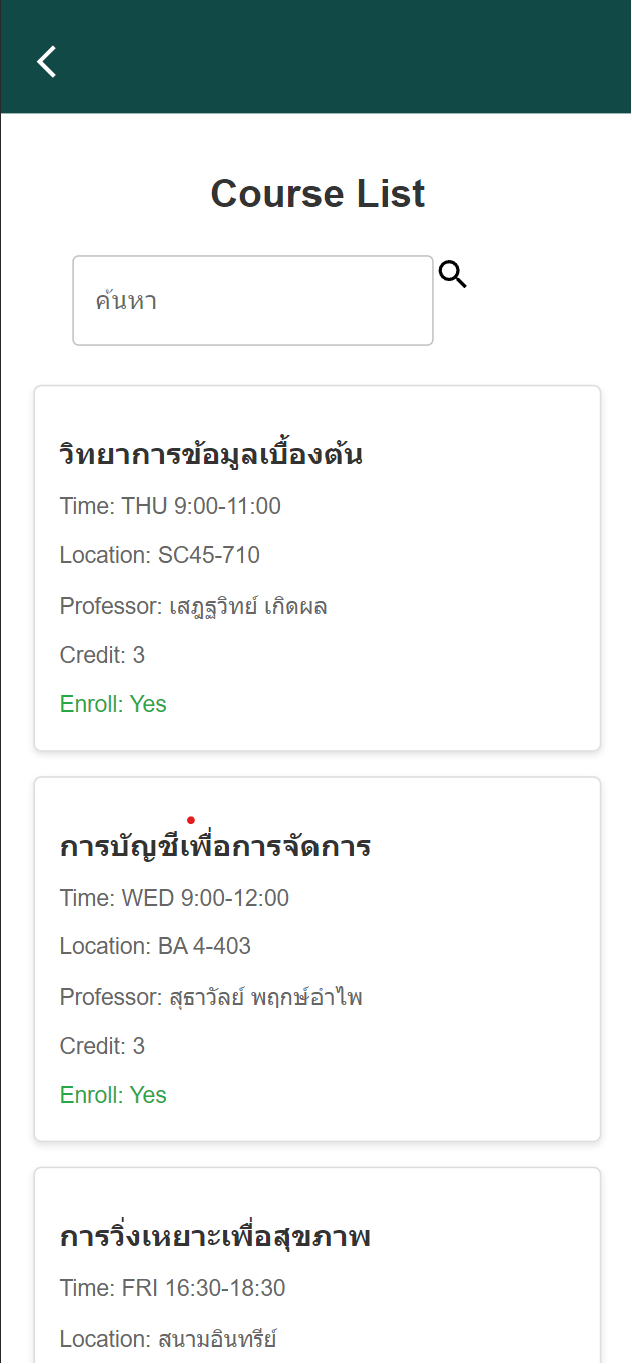 Course List
ค้นหา
วิทยาการข้อมูลเบื้องต้น
Time: THU 9:00-11:00
Location: SC45-710
Professor: เสฎฐวิทย์ เกิดผล
Credit: 3
Enroll: Yes
การบัญชีเพื่อการจัดการ
Time: WED 9:00-12:00
Location: BA 4-403
Professor: สุธาวัลย์ พฤกษ์อำไพ
Credit: 3
Enroll: Yes
การวิ่งเหยาะเพื่อสุขภาพ
Time: FRI 16:30-18:30
Location: สนามอินทรีย์